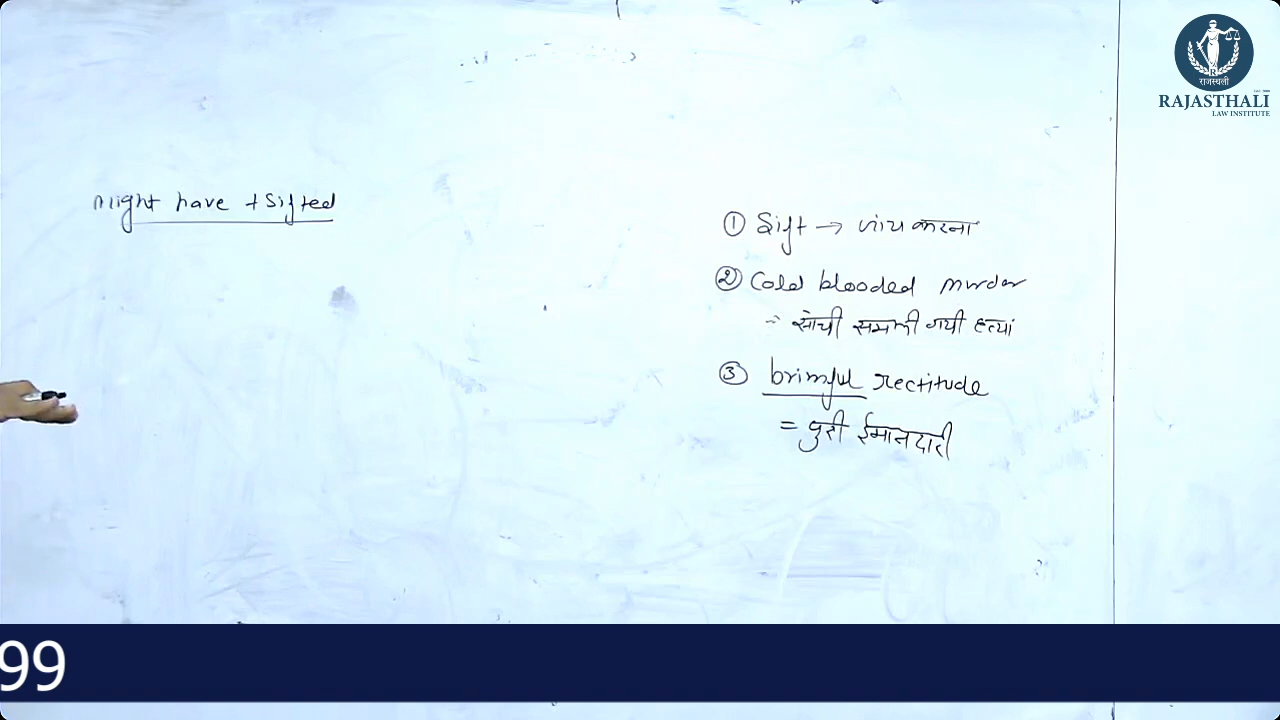 might have + sifted
① Sift → जांच करना
② Cold blooded murder
सोची समझी गयी हत्यां
③ brimful rectitude
= पुरी ईमानदारी
राजस्थली
RAJASTHALI
LAW INSTITUTE
99